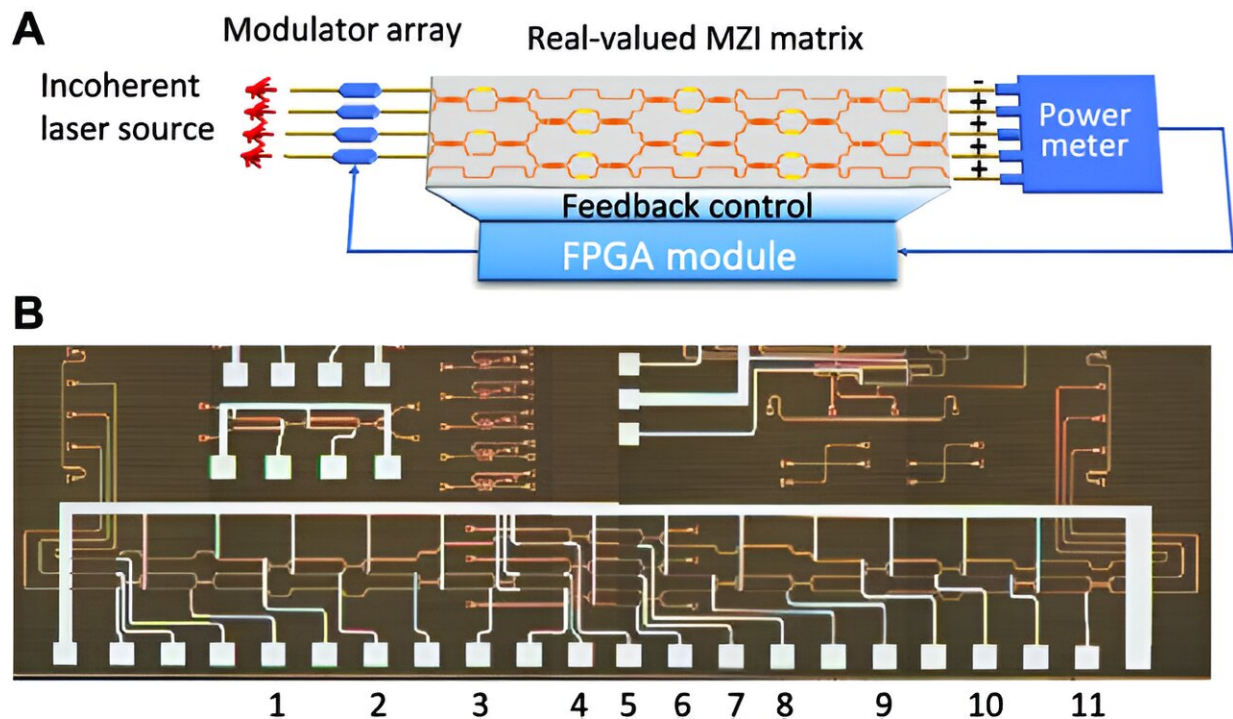 A
Modulator array
Real-valued MZI matrix
Incoherent
laser source
-
+
+
+
+
Power
meter
Feedback control
FPGA module
B
1 2 3 4 5 6 7 8 9 10 11